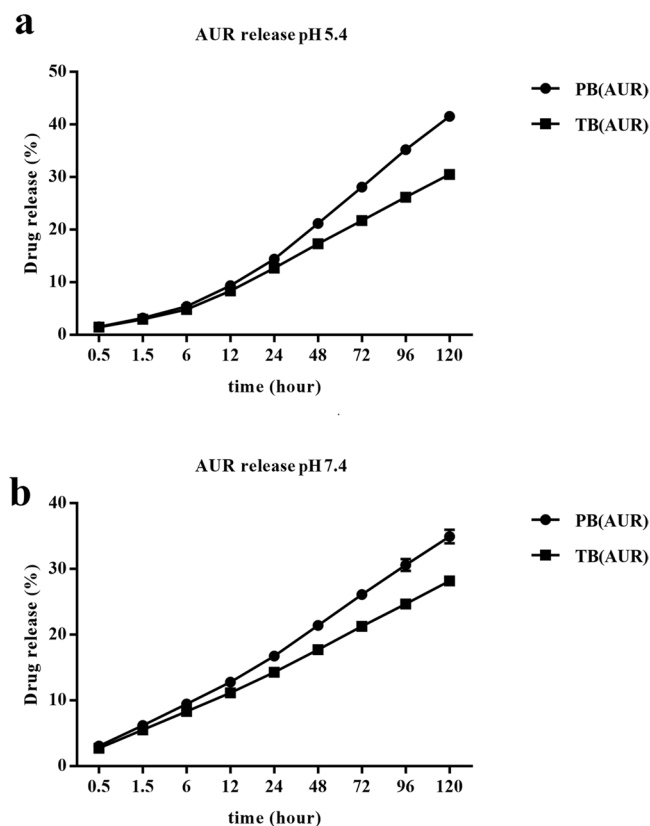 a
AUR release pH 5.4
50
40
30
20
10
0
Drug release (%)
0.5 1.5 6 12 24 48 72 96 120
time (hour)
PB(AUR)
TB(AUR)
b
AUR release pH 7.4
40
30
20
10
0
Drug release (%)
0.5 1.5 6 12 24 48 72 96 120
time (hour)
PB(AUR)
TB(AUR)